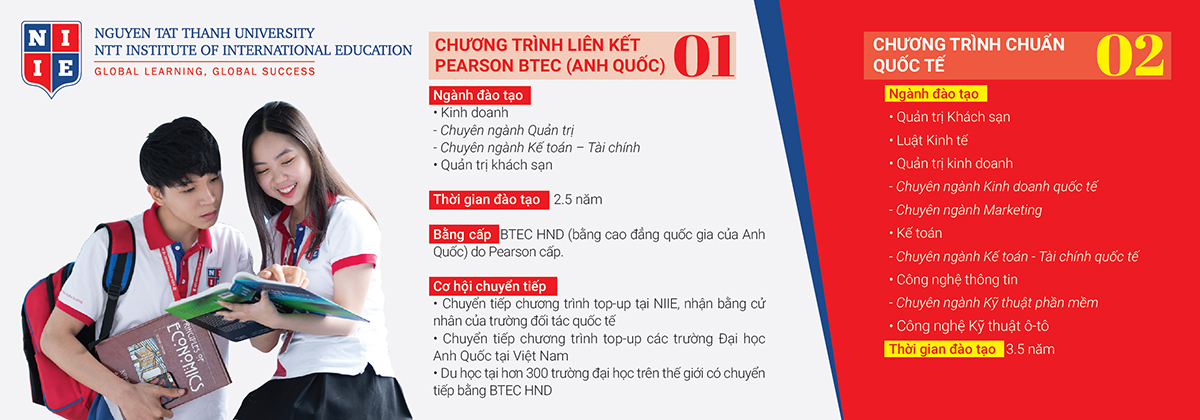 NI
IE
NGUYEN TAT THANH UNIVERSITY
NTT INSTITUTE OF INTERNATIONAL EDUCATION
GLOBAL LEARNING, GLOBAL SUCCESS
PRINCIPLES OF
ECONOMICS
CHƯƠNG TRÌNH LIÊN KẾT
PEARSON BTEC (ANH QUỐC)
01
Ngành đào tạo
• Kinh doanh
- Chuyên ngành Quản trị
- Chuyên ngành Kế toán – Tài chính
• Quản trị khách sạn
Thời gian đào tạo 2.5 năm
Bằng cấp BTEC HND (bằng cao đẳng quốc gia của Anh
Quốc) do Pearson cấp.
Cơ hội chuyển tiếp
• Chuyển tiếp chương trình top-up tại NIIE, nhận bằng cử
nhân của trường đối tác quốc tế
• Chuyển tiếp chương trình top-up các trường Đại học
Anh Quốc tại Việt Nam
• Du học tại hơn 300 trường đại học trên thế giới có chuyển
tiếp bằng BTEC HND
CHƯƠNG TRÌNH CHUẨN
QUỐC TẾ
02
Ngành đào tạo
• Quản trị Khách sạn
• Luật Kinh tế
• Quản trị kinh doanh
- Chuyên ngành Kinh doanh quốc tế
- Chuyên ngành Marketing
• Kế toán
- Chuyên ngành Kế toán - Tài chính quốc tế
• Công nghệ thông tin
- Chuyên ngành Kỹ thuật phần mềm
• Công nghệ Kỹ thuật ô-tô
Thời gian đào tạo 3.5 năm